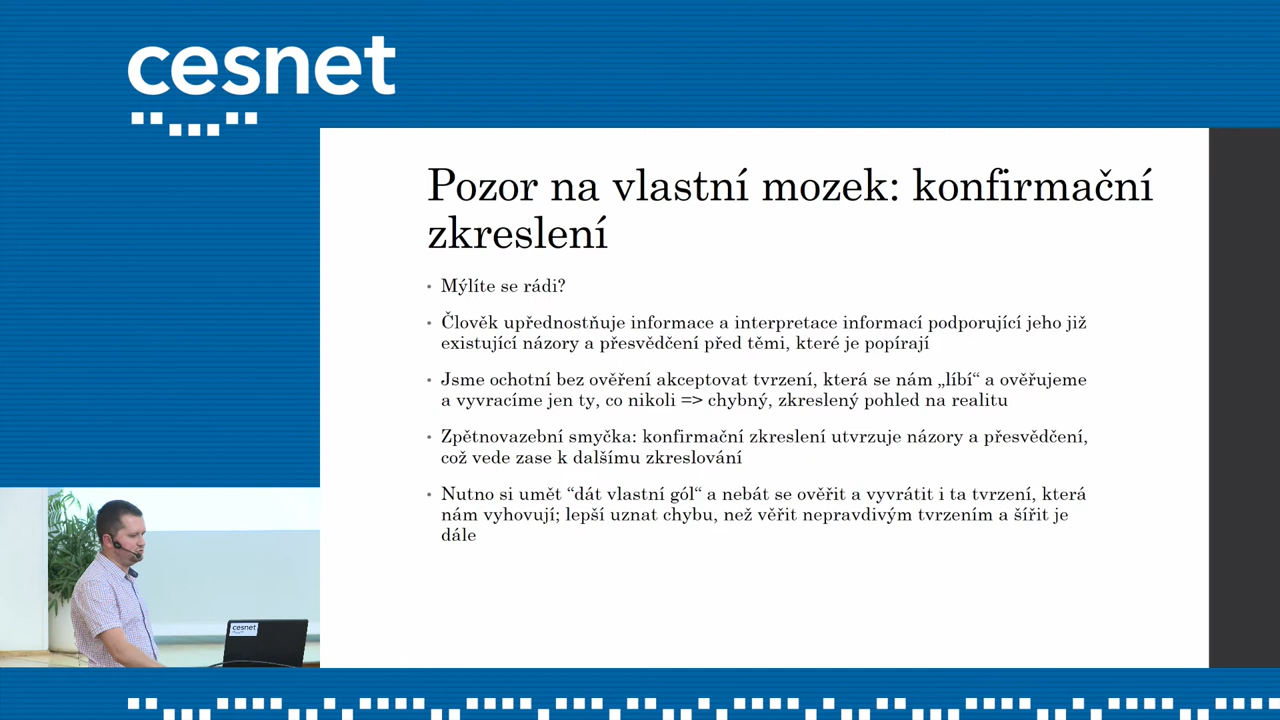 cesnet
Pozor na vlastní mozek: konfirmační
zkreslení
• Mýlíte se rádi?
• Člověk upřednostňuje informace a interpretace informací podporující jeho již
existující názory a přesvědčení před těmi, které je popírají
• Jsme ochotní bez ověření akceptovat tvrzení, která se nám „líbí“ a ověřujeme
a vyvracíme jen ty, co nikoli => chybný, zkreslený pohled na realitu
• Zpětnovazební smyčka: konfirmační zkreslení utvrzuje názory a přesvědčení,
což vede zase k dalšímu zkreslování
• Nutno si umět “dát vlastní gól“ a nebát se ověřit a vyvrátit i ta tvrzení, která
nám vyhovují; lepší uznat chybu, než věřit nepravdivým tvrzením a šířit je
dále
cesnet